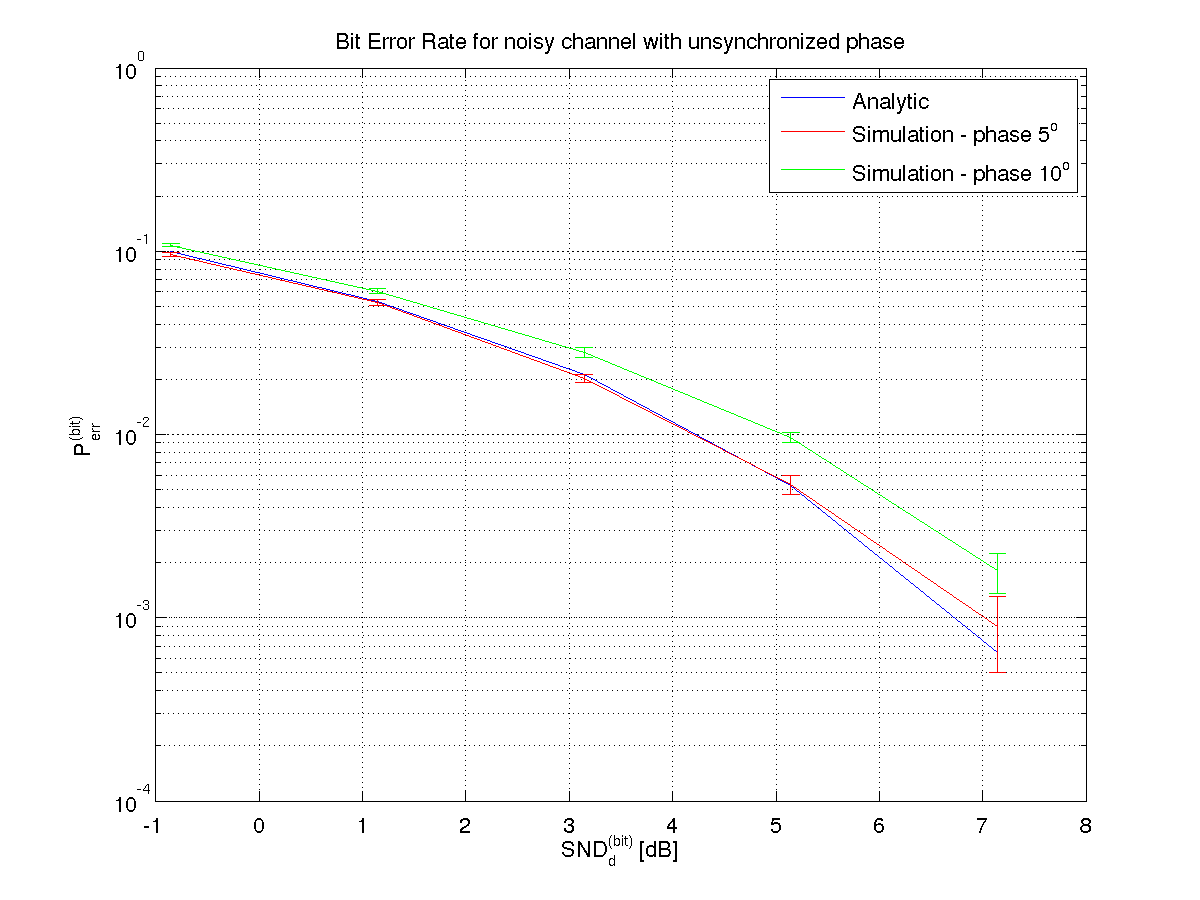 Bit Error Rate for noisy channel with unsynchronized phase
Analytic
Simulation - phase 5°
Simulation - phase 10°
10^0
10^-1
10^-2
10^-3
10^-4
P_err^(bit)
-1 0 1 2 3 4 5 6 7 8
SND_d^(bit) [dB]